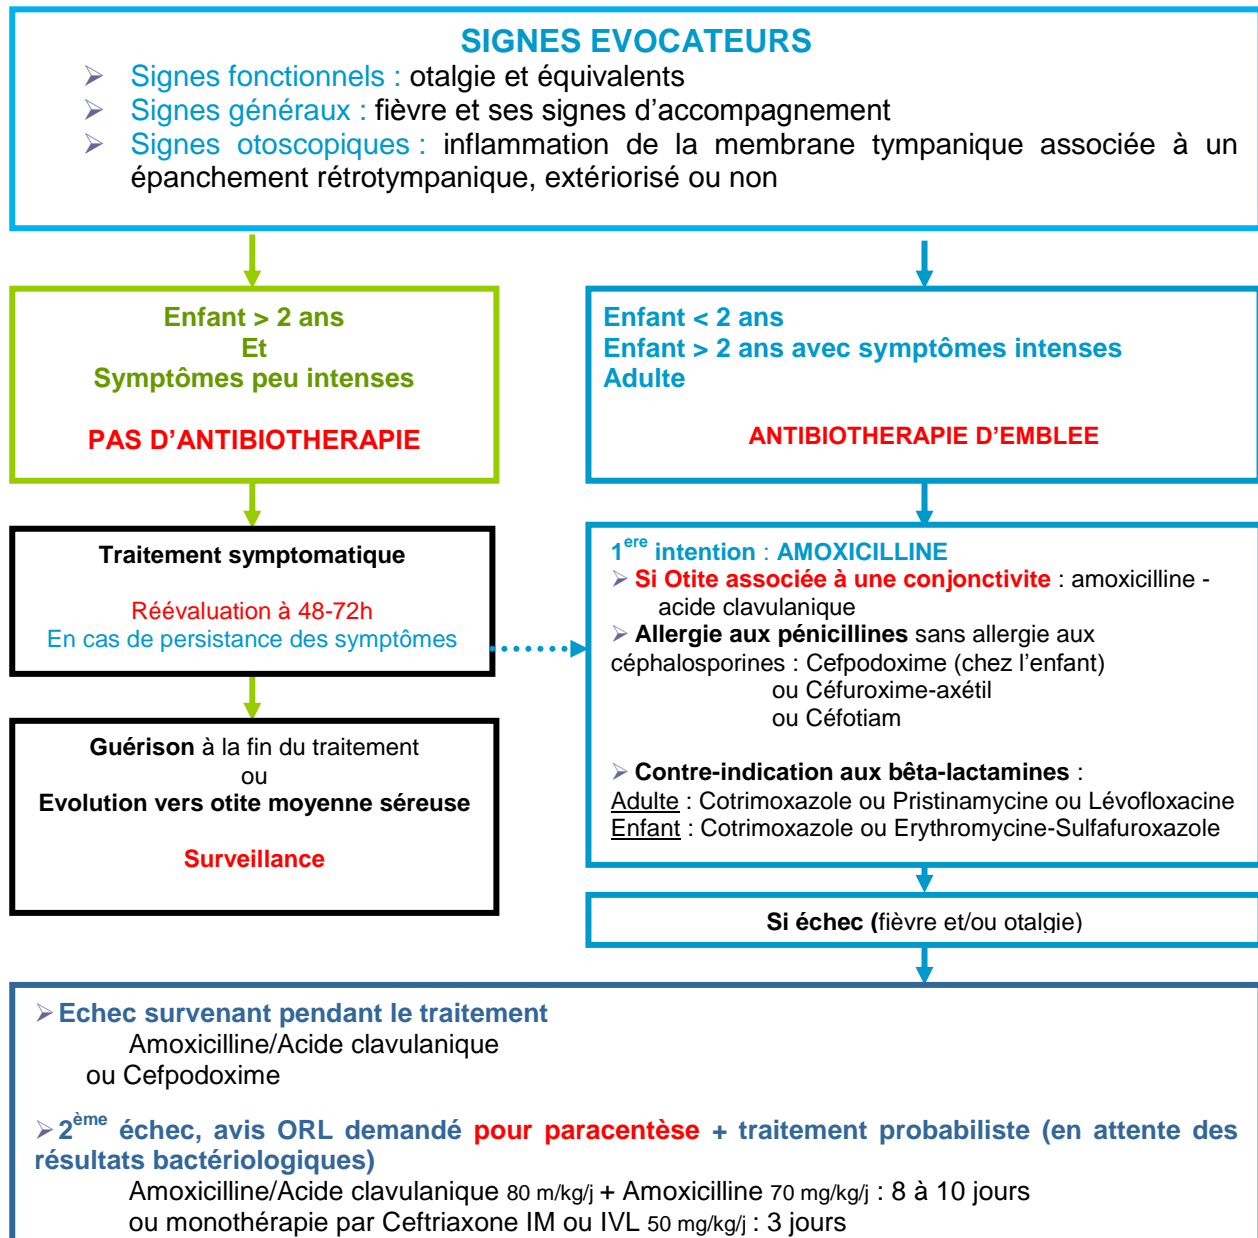 SIGNES EVOCATEURS
➢ Signes fonctionnels : otalgie et équivalents
➢ Signes généraux : fièvre et ses signes d’accompagnement
➢ Signes otoscopiques : inflammation de la membrane tympanique associée à un
épanchement rétrotympanique, extériorisé ou non
Enfant > 2 ans
Et
Symptômes peu intenses
PAS D’ANTIBIOTHERAPIE
Enfant < 2 ans
Enfant > 2 ans avec symptômes intenses
Adulte
ANTIBIOTHERAPIE D’EMBLEE
Traitement symptomatique
Réévaluation à 48-72h
En cas de persistance des symptômes
1ere intention : AMOXICILLINE
➢ Si Otite associée à une conjonctivite : amoxicilline -
acide clavulanique
➢ Allergie aux pénicillines sans allergie aux
céphalosporines : Cefpodoxime (chez l’enfant)
ou Céfuroxime-axétil
ou Céfotiam
➢ Contre-indication aux bêta-lactamines :
Adulte : Cotrimoxazole ou Pristinamycine ou Lévofloxacine
Enfant : Cotrimoxazole ou Erythromycine-Sulfafuroxazole
Guérison à la fin du traitement
ou
Evolution vers otite moyenne séreuse
Surveillance
Si échec (fièvre et/ou otalgie)
➢ Echec survenant pendant le traitement
Amoxicilline/Acide clavulanique
ou Cefpodoxime
➢ 2ème échec, avis ORL demandé pour paracentèse + traitement probabiliste (en attente des
résultats bactériologiques)
Amoxicilline/Acide clavulanique 80 m/kg/j + Amoxicilline 70 mg/kg/j : 8 à 10 jours
ou monothérapie par Ceftriaxone IM ou IVL 50 mg/kg/j : 3 jours